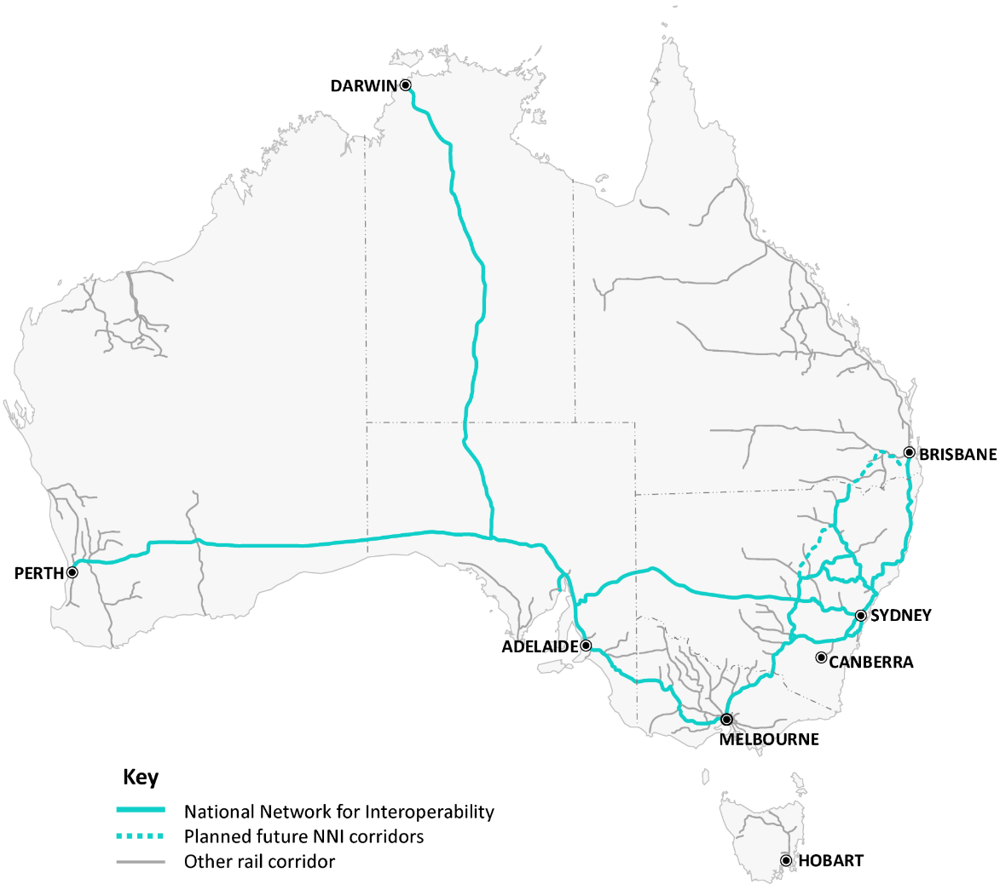 DARWIN
BRISBANE
PERTH
SYDNEY
ADELAIDE
CANBERRA
MELBOURNE
Key
National Network for Interoperability
Planned future NNI corridors
Other rail corridor
HOBART